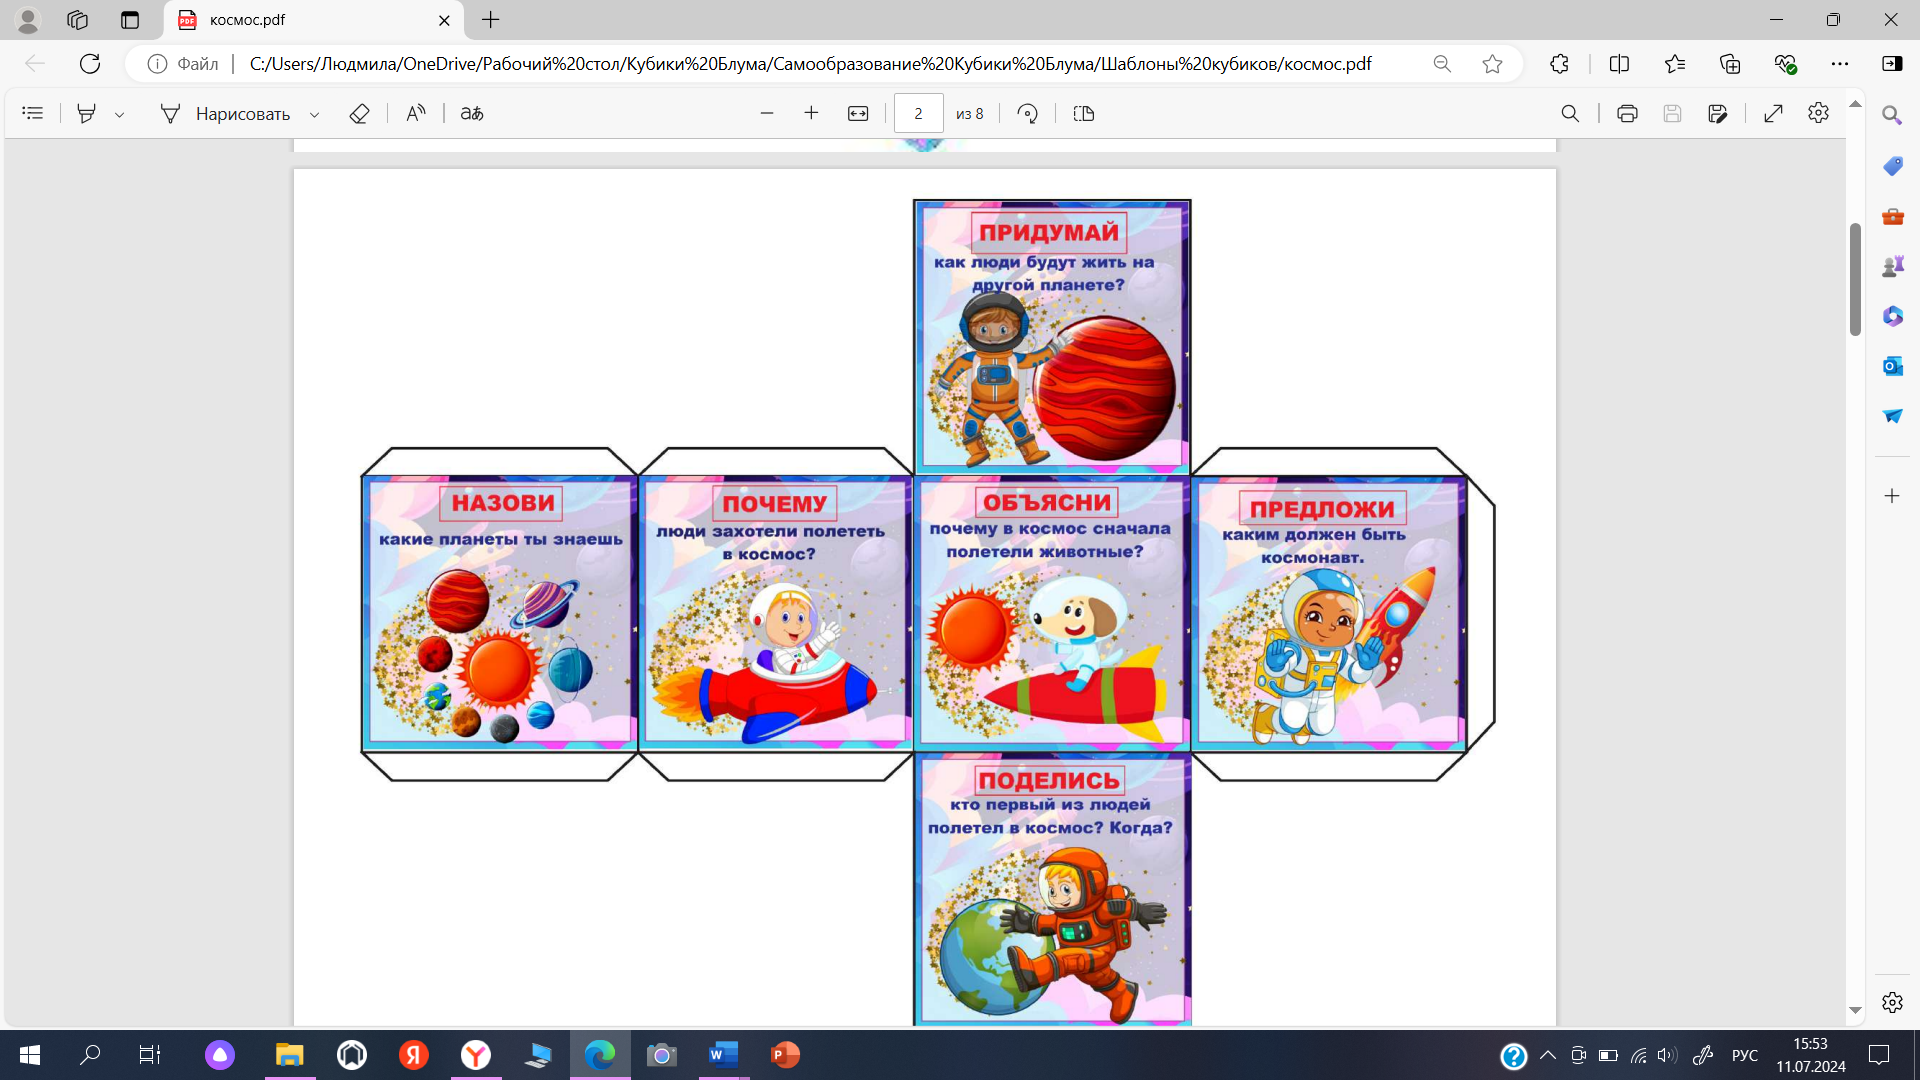 космос.pdf
Файл
C:/Users/Людмила/OneDrive/Рабочий%20стол/Кубики%20Блума/Самообразование%20Кубики%20Блума/Шаблоны%20кубиков/космос.pdf
Нарисовать
2
из 8
ПРИДУМАЙ
как люди будут жить на
другой планете?
НАЗОВИ
какие планеты ты знаешь
ПОЧЕМУ
люди захотели полететь
в космос?
ОБЪЯСНИ
почему в космос сначала
полетели животные?
ПРЕДЛОЖИ
каким должен быть
космонавт.
ПОДЕЛИСЬ
кто первый из людей
полетел в космос? Когда?
РУС
15:53
11.07.2024